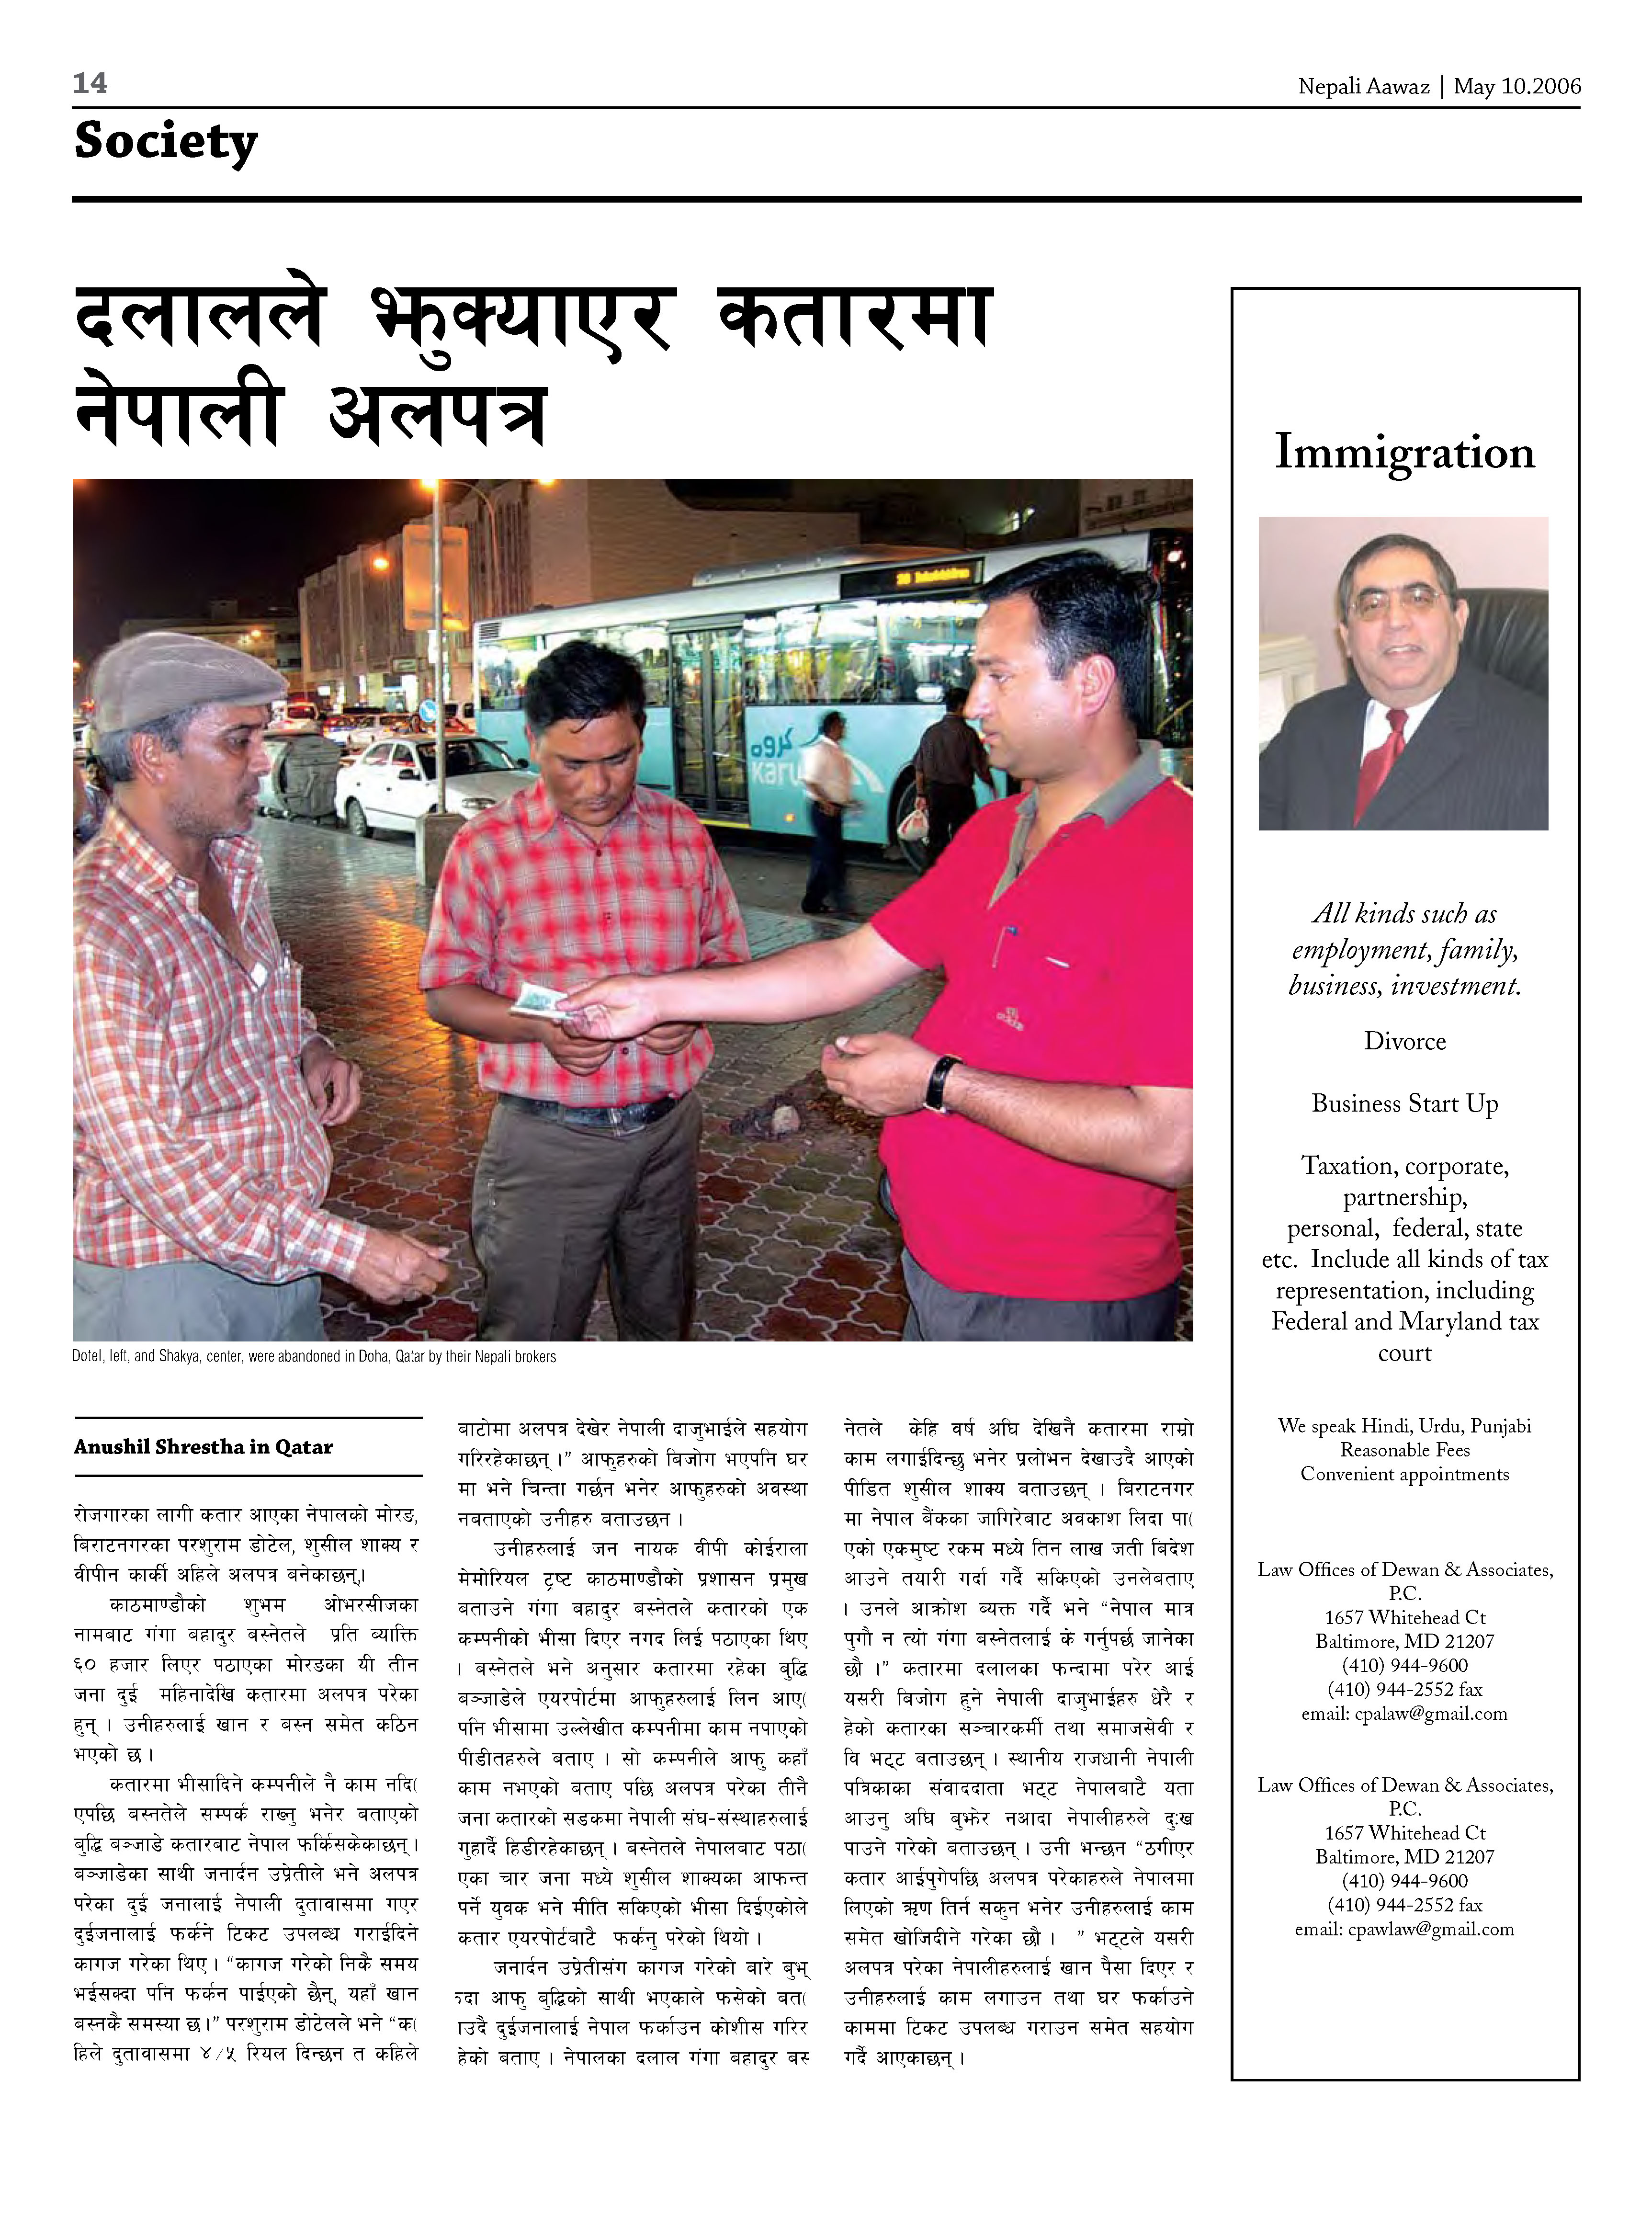 14
Nepali Aawaz | May 10.2006
Society
दलालले झुक्याएर कतारमा
नेपाली अलपत्र
كروه
karw
Dotel, left, and Shakya, center, were abandoned in Doha, Qatar by their Nepali brokers
Anushil Shrestha in Qatar
रोजगारका लागी कतार आएका नेपालको मोरङ,
बिराटनगरका परशुराम डोटेल, शुसील शाक्य र
वीपीन कार्की अहिले अलपत्र बनेकाछन्,।
काठमाण्डौको शुभम ओभरसीजका
नामबाट गंगा बहादुर बस्नेतले प्रति ब्याक्ति
६० हजार लिएर पठाएका मोरङका यी तीन
जना दुई महिनादेखि कतारमा अलपत्र परेका
हुन् । उनीहरुलाई खान र बस्न समेत कठिन
भएको छ ।
कतारमा भीसादिने कम्पनीले नै काम नदि(
एपछि बस्नतेले सम्पर्क राख्नु भनेर बताएको
बुद्धि बञ्जाडे कतारबाट नेपाल फर्किसकेकाछन् ।
बञ्जाडेका साथी जनार्दन उप्रेतीले भने अलपत्र
परेका दुई जनालाई नेपाली दुतावासमा गएर
दुईजनालाई फर्कने टिकट उपलब्ध गराईदिने
कागज गरेका थिए । “कागज गरेको निकै समय
भईसक्दा पनि फर्कन पाईएको छैन्, यहाँ खान
बस्नकै समस्या छ ।” परशुराम डोटेलले भने “क(
हिले दुतावासमा ४/५ रियल दिन्छन त कहिले
बाटोमा अलपत्र देखेर नेपाली दाजुभाईले सहयोग
गरिरहेकाछन् ।” आफुहरुको बिजोग भएपनि घर
मा भने चिन्ता गर्छन भनेर आफुहरुको अवस्था
नबताएको उनीहरु बताउछन ।
उनीहरुलाई जन नायक वीपी कोईराला
मेमोरियल ट्रष्ट काठमाण्डौको प्रशासन प्रमुख
बताउने गंगा बहादुर बस्नेतले कतारको एक
कम्पनीको भीसा दिएर नगद लिई पठाएका थिए
। बस्नेतले भने अनुसार कतारमा रहेका बुद्धि
बञ्जाडेले एयरपोर्टमा आफुहरुलाई लिन आए(
पनि भीसामा उल्लेखीत कम्पनीमा काम नपाएको
पीडीतहरुले बताए । सो कम्पनीले आफु कहाँ
काम नभएको बताए पछि अलपत्र परेका तीनै
जना कतारको सडकमा नेपाली संघ-संस्थाहरुलाई
गुहार्दै हिडीरहेकाछन् । बस्नेतले नेपालबाट पठा(
एका चार जना मध्ये शुसील शाक्यका आफन्त
पर्ने युवक भने मीति सकिएको भीसा दिईएकोले
कतार एयरपोर्टबाटै फर्कनु परेको थियो ।
जनार्दन उप्रेतीसंग कागज गरेको बारे बुझ्
दा आफु बुद्धिको साथी भएकाले फसेको बत(
ाउदै दुईजनालाई नेपाल फर्काउन कोशीस गरिर
हेको बताए । नेपालका दलाल गंगा बहादुर बस्
नेतले केहि वर्ष अघि देखिनै कतारमा राम्रो
काम लगाईदिन्छु भनेर प्रलोभन देखाउदै आएको
पीडित शुसील शाक्य बताउछन् । बिराटनगर
मा नेपाल बैंकका जागिरेबाट अवकाश लिदा पा(
एको एकमुष्ट रकम मध्ये तिन लाख जती बिदेश
आउने तयारी गर्दा गर्दै सकिएको उनलेबताए
। उनले आक्रोश ब्यक्त गर्दै भने “नेपाल मात्र
पुगौ न त्यो गंगा बस्नेतलाई के गर्नुपर्छ जानेका
छौ ।” कतारमा दलालका फन्दामा परेर आई
यसरी बिजोग हुने नेपाली दाजुभाईहरु धेरै र
हेको कतारका सञ्चारकर्मी तथा समाजसेवी र
वि भट्ट बताउछन् । स्थानीय राजधानी नेपाली
पत्रिकाका संवाददाता भट्ट नेपालबाटै यता
आउनु अघि बुझेर नआदा नेपालीहरुले दुःख
पाउने गरेको बताउछन् । उनी भन्छन “ठगीएर
कतार आईपुगेपछि अलपत्र परेकाहरुले नेपालमा
लिएको ऋण तिर्न सकुन भनेर उनीहरुलाई काम
समेत खोजिदीने गरेका छौ । ” भट्टले यसरी
अलपत्र परेका नेपालीहरुलाई खान पैसा दिएर र
उनीहरुलाई काम लगाउन तथा घर फर्काउने
काममा टिकट उपलब्ध गराउन समेत सहयोग
गर्दै आएकाछन् ।
Immigration
All kinds such as
employment, family,
business, investment.
Divorce
Business Start Up
Taxation, corporate,
partnership,
personal, federal, state
etc. Include all kinds of tax
representation, including
Federal and Maryland tax
court
We speak Hindi, Urdu, Punjabi
Reasonable Fees
Convenient appointments
Law Offices of Dewan & Associates,
P.C.
1657 Whitehead Ct
Baltimore, MD 21207
(410) 944-9600
(410) 944-2552 fax
email: cpalaw@gmail.com
Law Offices of Dewan & Associates,
P.C.
1657 Whitehead Ct
Baltimore, MD 21207
(410) 944-9600
(410) 944-2552 fax
email: cpawlaw@gmail.com